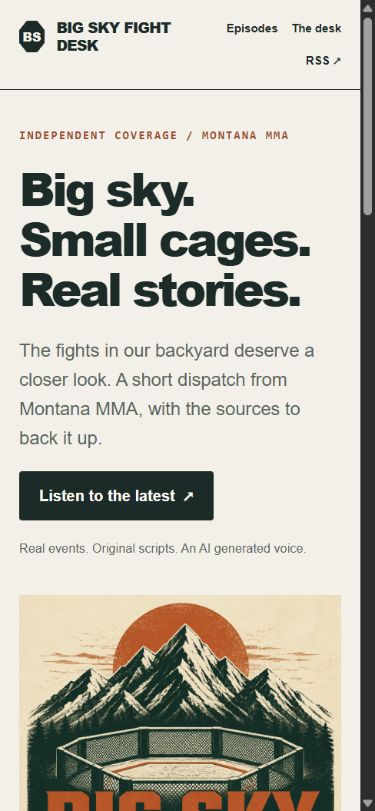 BS
BIG SKY FIGHT
DESK
Episodes The desk
RSS ↗
INDEPENDENT COVERAGE / MONTANA MMA
Big sky.
Small cages.
Real stories.
The fights in our backyard deserve a
closer look. A short dispatch from
Montana MMA, with the sources to
back it up.
Listen to the latest ↗
Real events. Original scripts. An AI generated voice.
BIG SKY